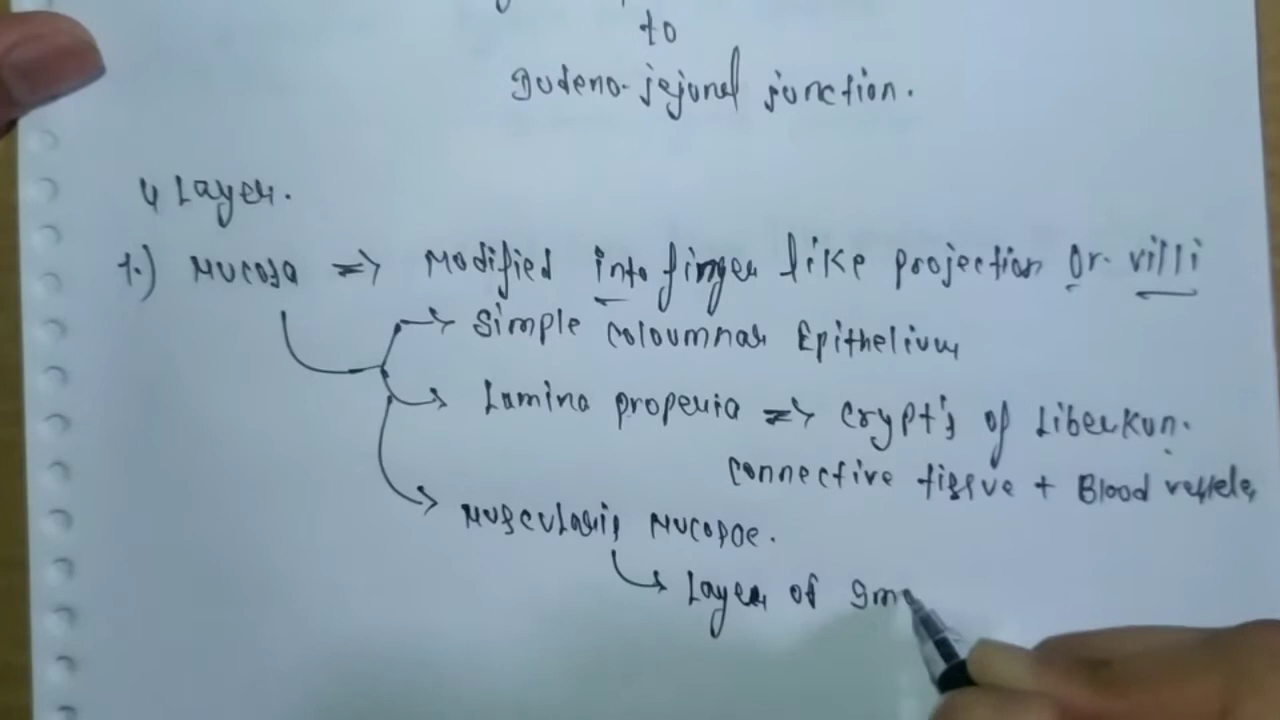 to
Dudeno-jejunal junction.
4 Layer.
1.) Mucosa => Modified into finger like projection or villi
-> Simple coloumnar Epithelium
-> Lamina properia => crypt's of Liberkun.
connective tissue + Blood vessels
-> Muscularis Mucosae.
Layer of sm